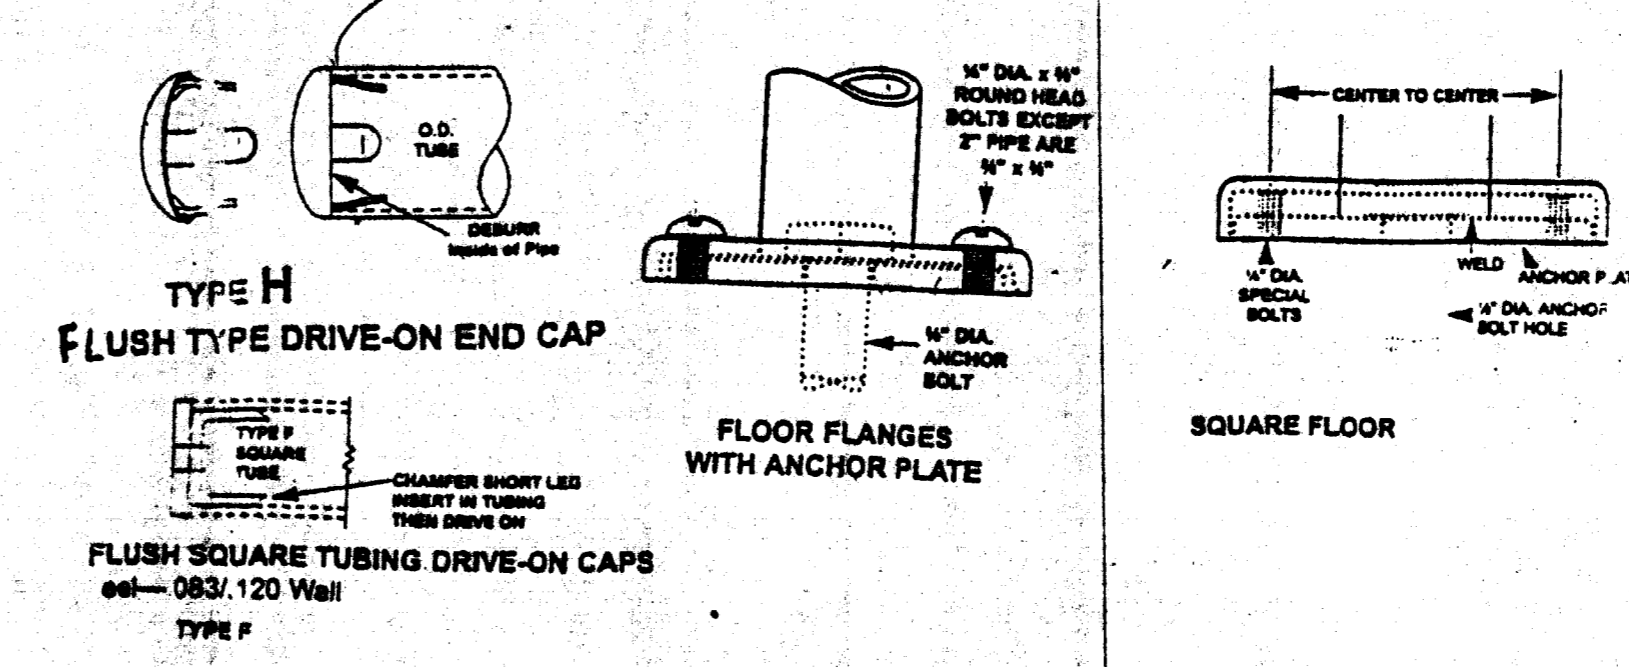 O.D.
TUBE
DEBURR
Inside of Pipe
TYPE H
FLUSH TYPE DRIVE-ON END CAP
TYPE F
SQUARE
TUBE
CHAMFER SHORT LEG
INSERT IN TUBING
THEN DRIVE ON
FLUSH SQUARE TUBING DRIVE-ON CAPS
.083/.120 Wall
TYPE F
DIA. x
ROUND HEAD
BOLTS EXCEPT
2" PIPE ARE
DIA.
ANCHOR
BOLT
FLOOR FLANGES
WITH ANCHOR PLATE
CENTER TO CENTER
DIA.
SPECIAL
BOLTS
WELD
ANCHOR
DIA. ANCHOR
BOLT HOLE
SQUARE FLOOR